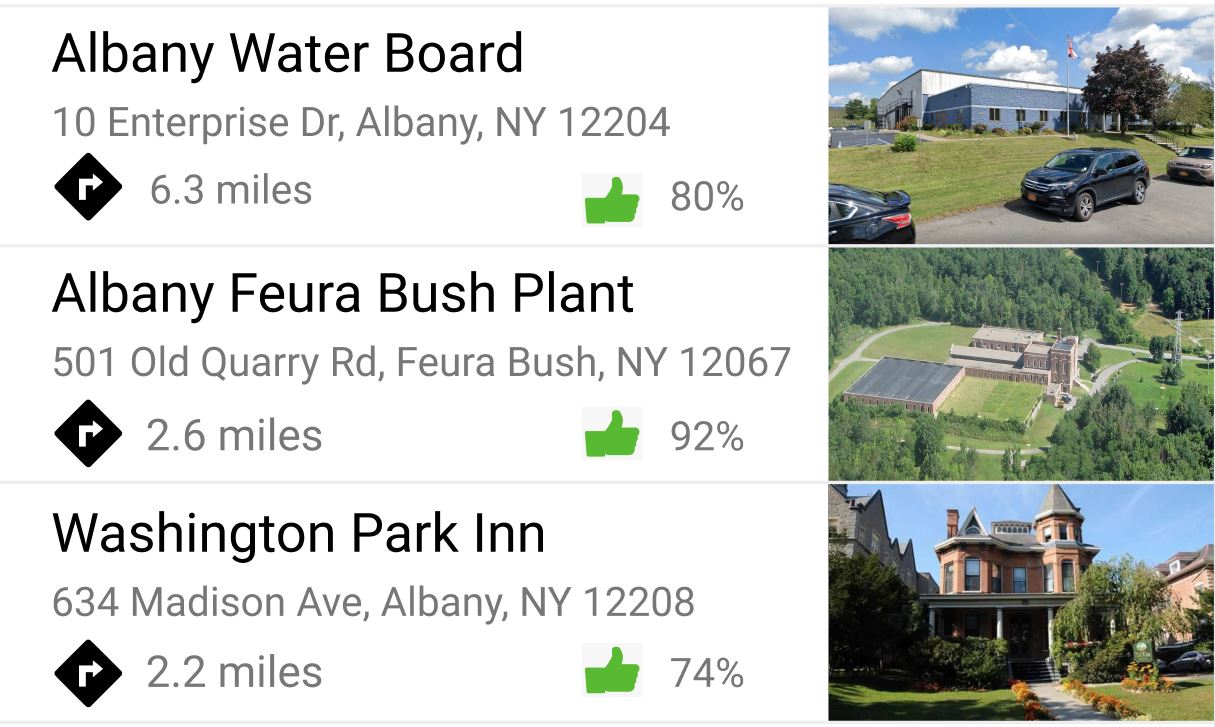 Albany Water Board
10 Enterprise Dr, Albany, NY 12204
6.3 miles
80%
Albany Feura Bush Plant
501 Old Quarry Rd, Feura Bush, NY 12067
2.6 miles
92%
Washington Park Inn
634 Madison Ave, Albany, NY 12208
2.2 miles
74%